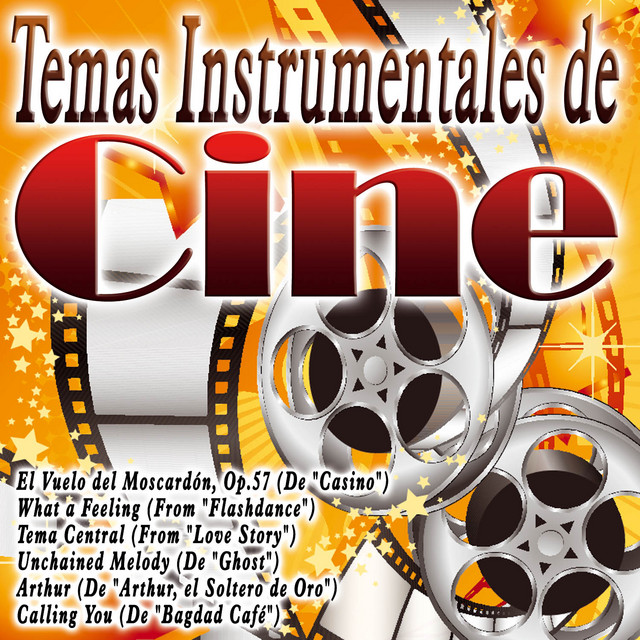 Temas Instrumentales de
Cine
El Vuelo del Moscardón, Op.57 (De "Casino")
What a Feeling (From "Flashdance")
Tema Central (From "Love Story")
Unchained Melody (De "Ghost")
Arthur (De "Arthur, el Soltero de Oro")
Calling You (De "Bagdad Café")